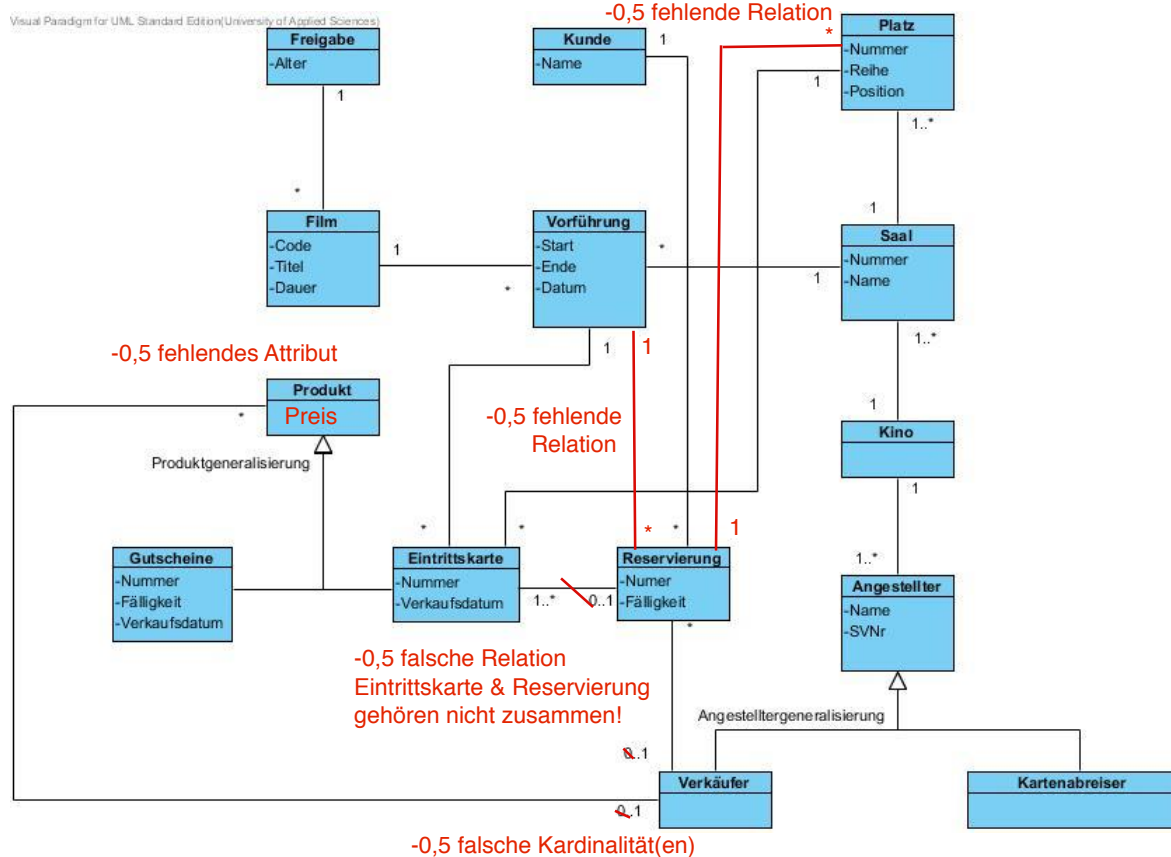 Visual Paradigm for UML Standard Edition(University of Applied Sciences)
-0,5 fehlende Relation
Freigabe
-Alter
1
*
Kunde
-Name
1
*
Platz
-Nummer
-Reihe
-Position
1
1..*
*
Film
-Code
-Titel
-Dauer
1
*
Vorführung
-Start
-Ende
-Datum
*
1
1
1
Saal
-Nummer
-Name
1
1..*
-0,5 fehlendes Attribut
Produkt
Preis
*
Produktgeneralisierung
-0,5 fehlende
Relation
1
Kino
1
Gutscheine
-Nummer
-Fälligkeit
-Verkaufsdatum
*
*
Eintrittskarte
-Nummer
-Verkaufsdatum
1..*
0..1
*
*
1
Reservierung
-Numer
-Fälligkeit
*
1..*
Angestellter
-Name
-SVNr
-0,5 falsche Relation
Eintrittskarte & Reservierung
gehören nicht zusammen!
Angestelltergeneralisierung
0..1
Verkäufer
0..1
Kartenabreiser
-0,5 falsche Kardinalität(en)